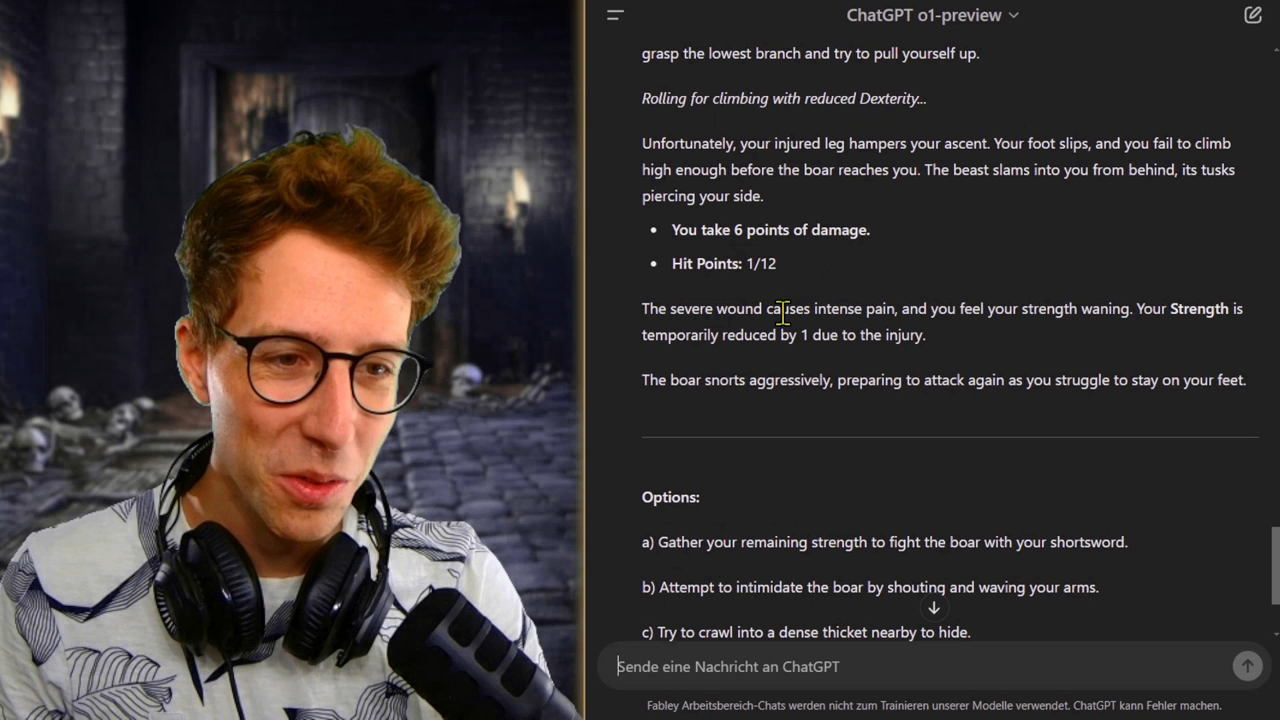 ChatGPT o1-preview
grasp the lowest branch and try to pull yourself up.
Rolling for climbing with reduced Dexterity...
Unfortunately, your injured leg hampers your ascent. Your foot slips, and you fail to climb
high enough before the boar reaches you. The beast slams into you from behind, its tusks
piercing your side.
• You take 6 points of damage.
• Hit Points: 1/12
The severe wound causes intense pain, and you feel your strength waning. Your Strength is
temporarily reduced by 1 due to the injury.
The boar snorts aggressively, preparing to attack again as you struggle to stay on your feet.
Options:
a) Gather your remaining strength to fight the boar with your shortsword.
b) Attempt to intimidate the boar by shouting and waving your arms.
c) Try to crawl into a dense thicket nearby to hide.
Sende eine Nachricht an ChatGPT
Fabley Arbeitsbereich-Chats werden nicht zum Trainieren unserer Modelle verwendet. ChatGPT kann Fehler machen.